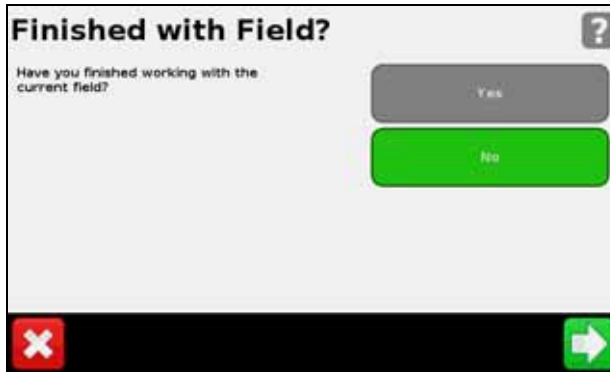 Finished with Field?
?
Have you finished working with the
current field?
Yes
No